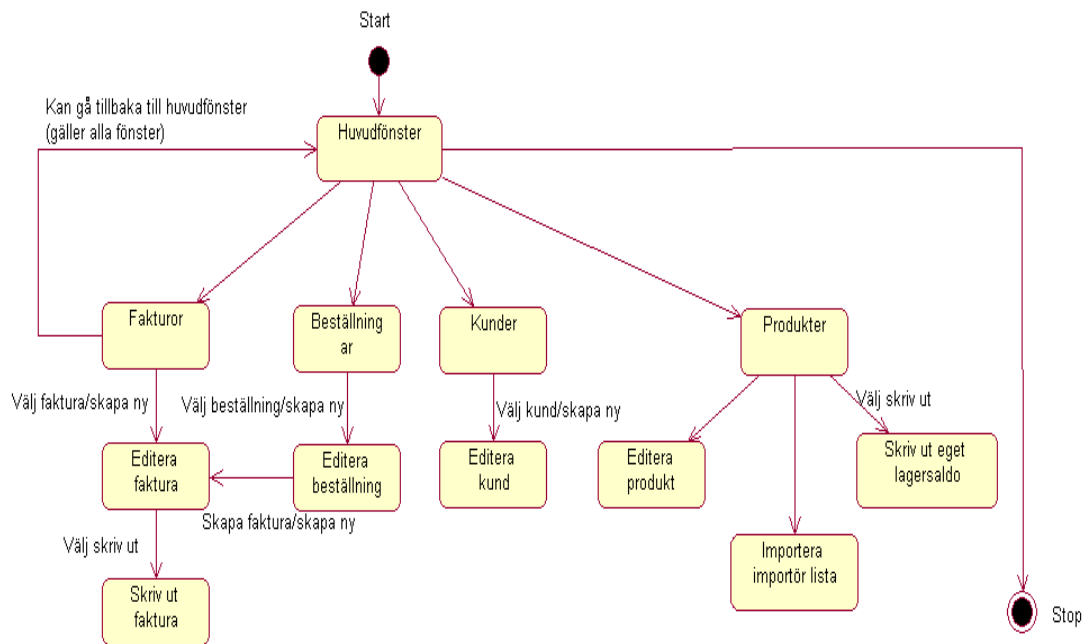 Start
Kan gå tillbaka till huvudfönster
(gäller alla fönster)
Huvudfönster
Fakturor
Beställning
ar
Kunder
Produkter
Välj faktura/skapa ny
Välj beställning/skapa ny
Välj kund/skapa ny
Välj skriv ut
Editera
faktura
Editera
beställning
Editera
kund
Editera
produkt
Skriv ut eget
lagersaldo
Skapa faktura/skapa ny
Välj skriv ut
Importera
importör lista
Skriv ut
faktura
Stop